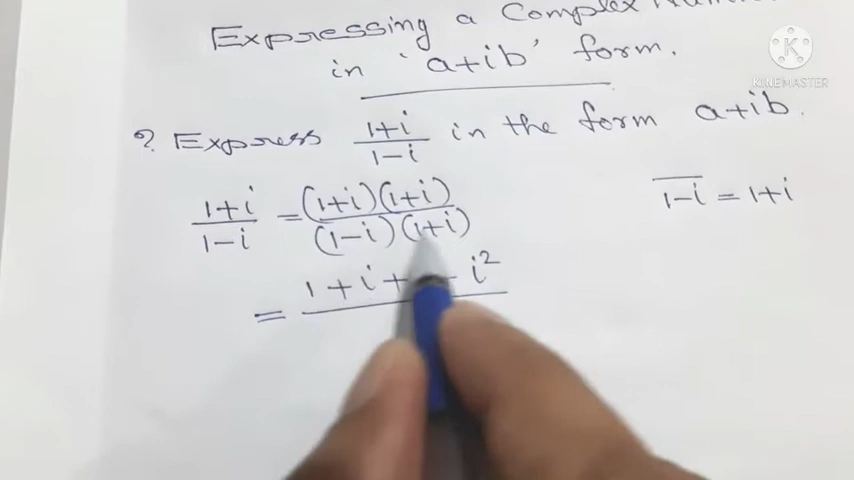 Expressing a Complex
in 'a+ib' form.
KINEMASTER
? Express (1+i)/(1-i) in the form a+ib.
(1+i)/(1-i) = ((1+i)(1+i))/((1-i)(1+i))
\overline{1-i} = 1+i
= 1+i+ i²